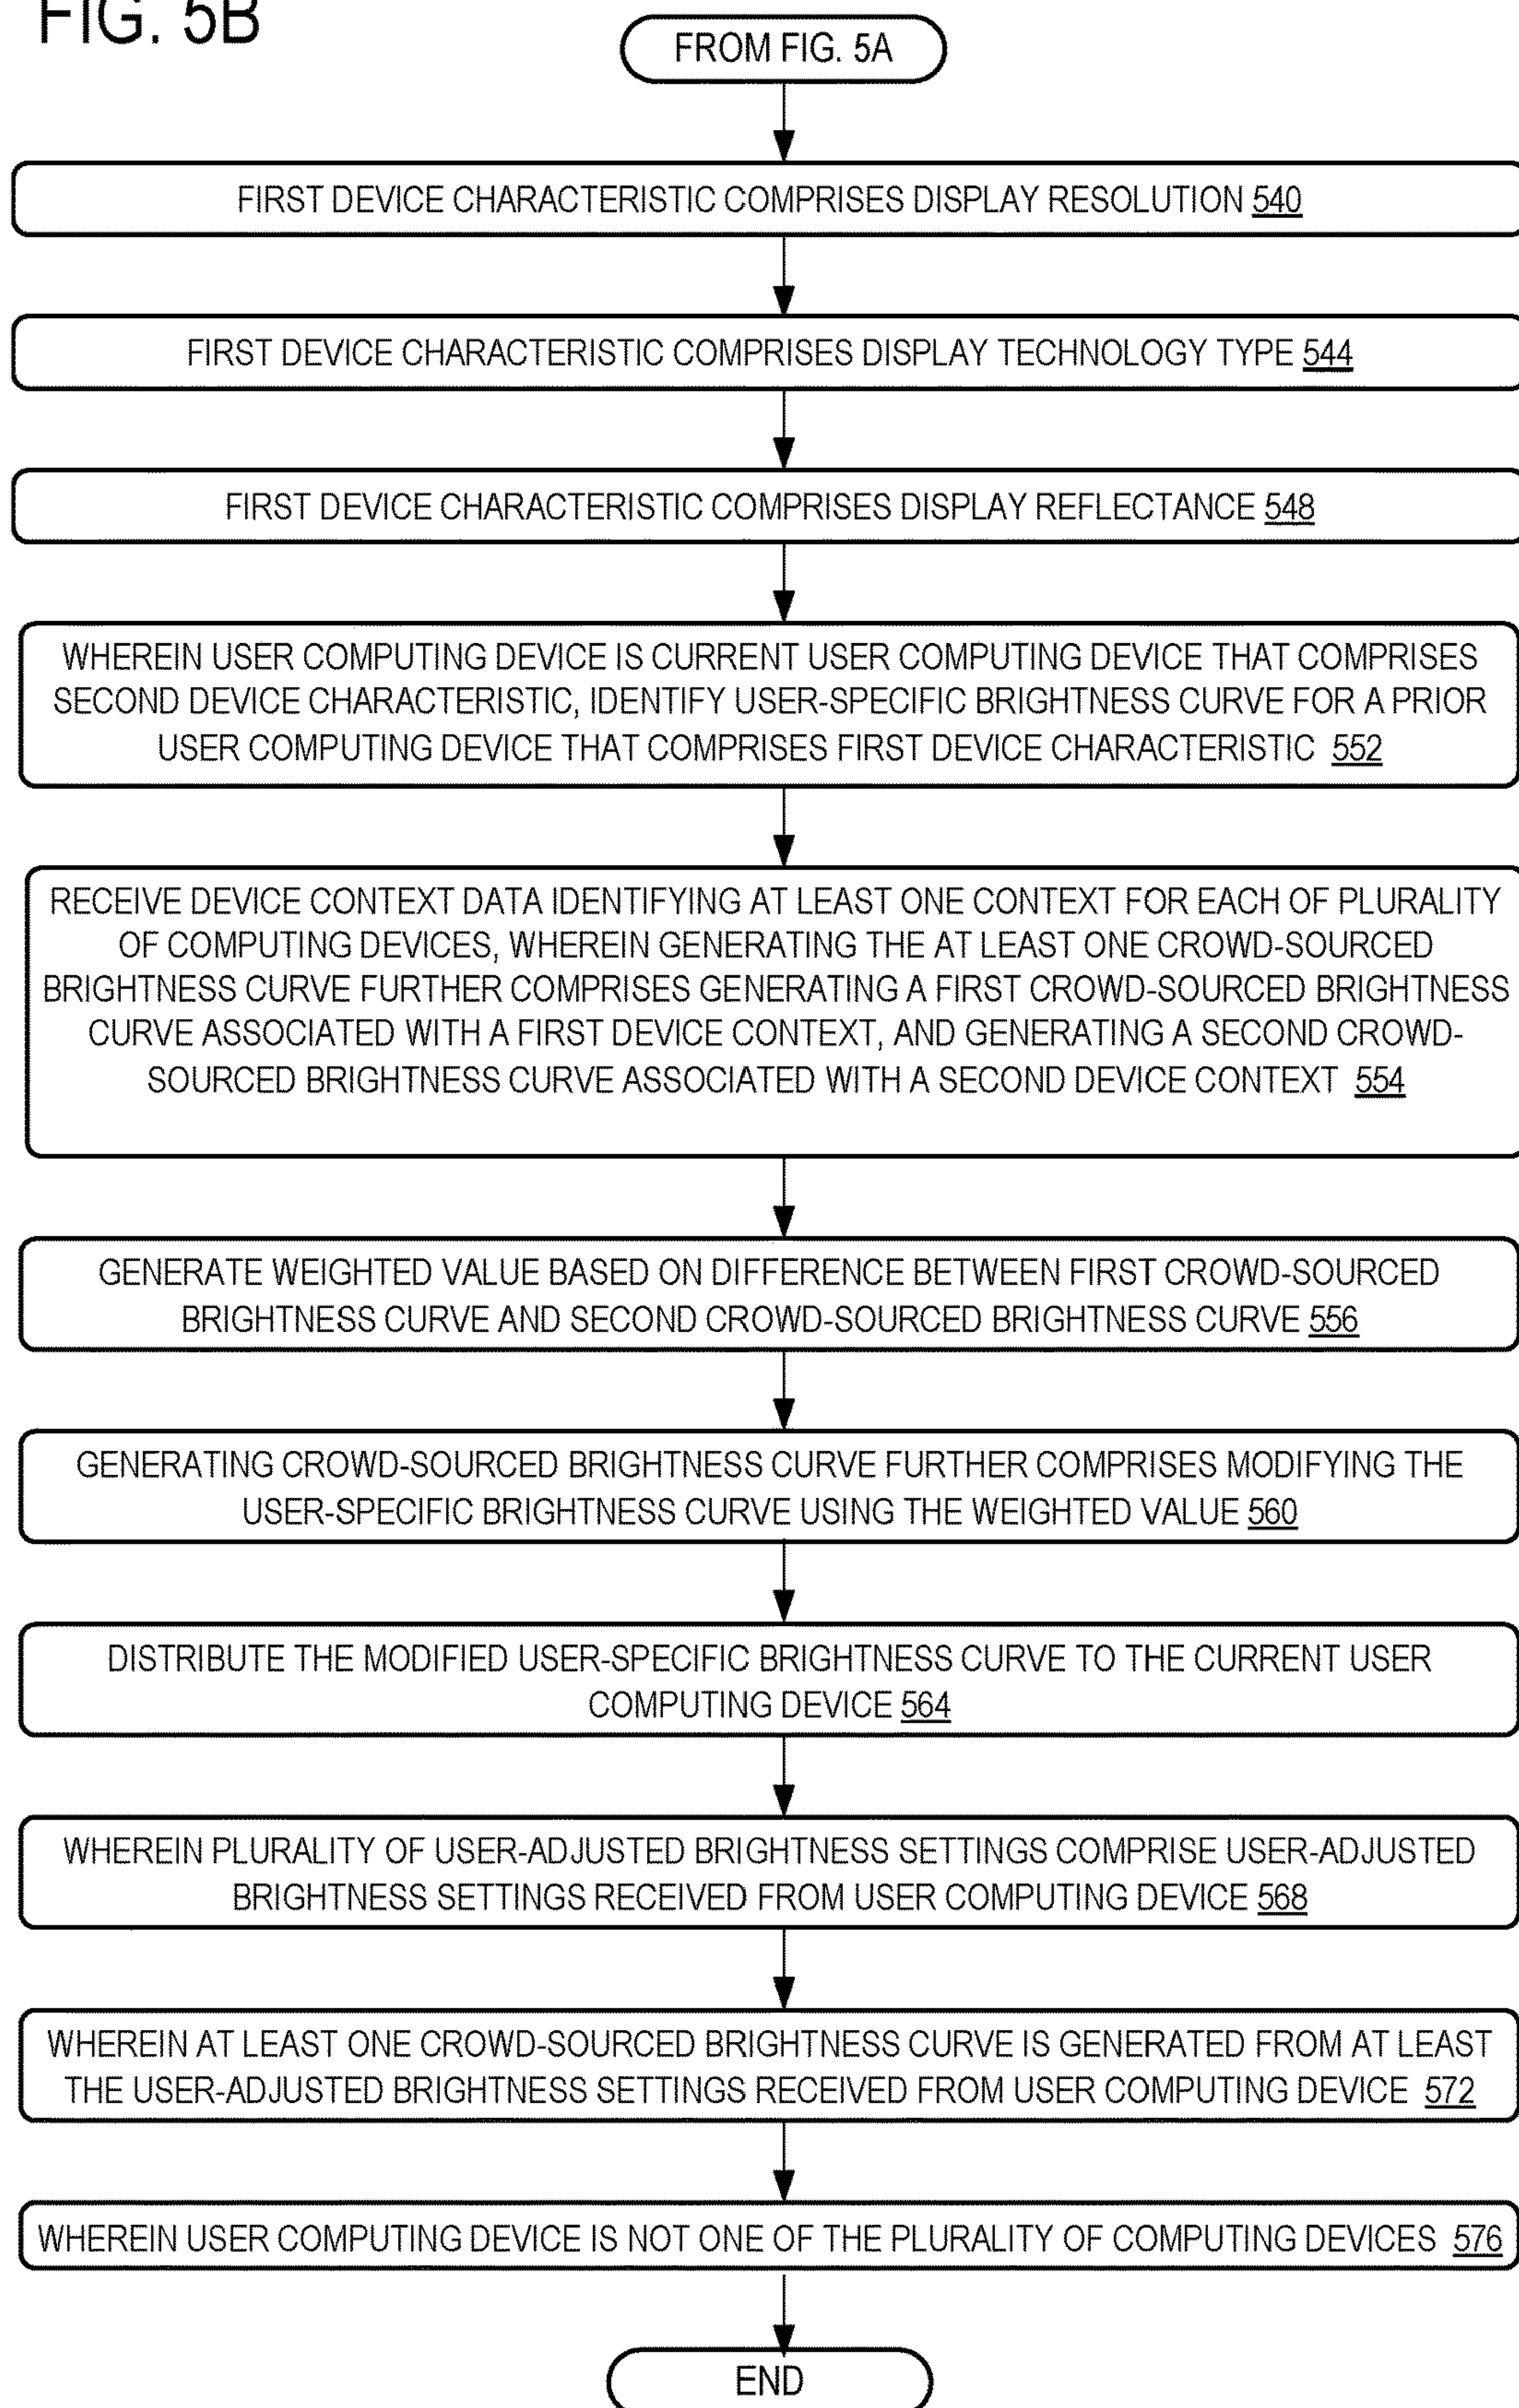 FIG. 5B
FROM FIG. 5A
FIRST DEVICE CHARACTERISTIC COMPRISES DISPLAY RESOLUTION 540
FIRST DEVICE CHARACTERISTIC COMPRISES DISPLAY TECHNOLOGY TYPE 544
FIRST DEVICE CHARACTERISTIC COMPRISES DISPLAY REFLECTANCE 548
WHEREIN USER COMPUTING DEVICE IS CURRENT USER COMPUTING DEVICE THAT COMPRISES
SECOND DEVICE CHARACTERISTIC, IDENTIFY USER-SPECIFIC BRIGHTNESS CURVE FOR A PRIOR
USER COMPUTING DEVICE THAT COMPRISES FIRST DEVICE CHARACTERISTIC 552
RECEIVE DEVICE CONTEXT DATA IDENTIFYING AT LEAST ONE CONTEXT FOR EACH OF PLURALITY
OF COMPUTING DEVICES, WHEREIN GENERATING THE AT LEAST ONE CROWD-SOURCED
BRIGHTNESS CURVE FURTHER COMPRISES GENERATING A FIRST CROWD-SOURCED BRIGHTNESS
CURVE ASSOCIATED WITH A FIRST DEVICE CONTEXT, AND GENERATING A SECOND CROWD-
SOURCED BRIGHTNESS CURVE ASSOCIATED WITH A SECOND DEVICE CONTEXT 554
GENERATE WEIGHTED VALUE BASED ON DIFFERENCE BETWEEN FIRST CROWD-SOURCED
BRIGHTNESS CURVE AND SECOND CROWD-SOURCED BRIGHTNESS CURVE 556
GENERATING CROWD-SOURCED BRIGHTNESS CURVE FURTHER COMPRISES MODIFYING THE
USER-SPECIFIC BRIGHTNESS CURVE USING THE WEIGHTED VALUE 560
DISTRIBUTE THE MODIFIED USER-SPECIFIC BRIGHTNESS CURVE TO THE CURRENT USER
COMPUTING DEVICE 564
WHEREIN PLURALITY OF USER-ADJUSTED BRIGHTNESS SETTINGS COMPRISE USER-ADJUSTED
BRIGHTNESS SETTINGS RECEIVED FROM USER COMPUTING DEVICE 568
WHEREIN AT LEAST ONE CROWD-SOURCED BRIGHTNESS CURVE IS GENERATED FROM AT LEAST
THE USER-ADJUSTED BRIGHTNESS SETTINGS RECEIVED FROM USER COMPUTING DEVICE 572
WHEREIN USER COMPUTING DEVICE IS NOT ONE OF THE PLURALITY OF COMPUTING DEVICES 576
END